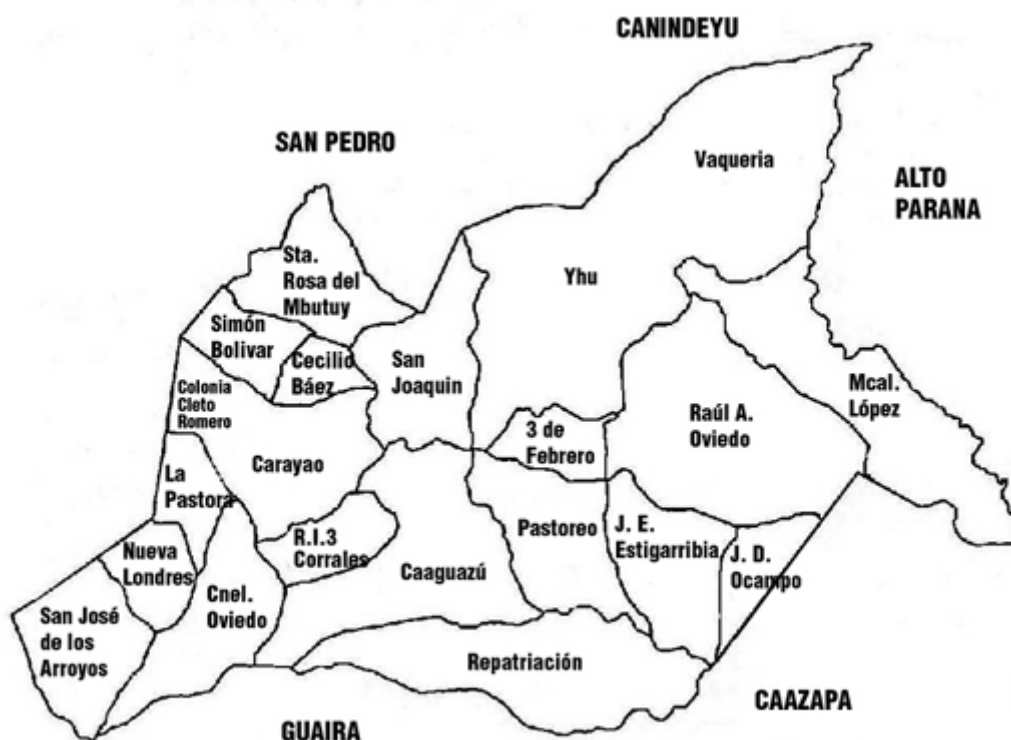 CANINDEYU
SAN PEDRO
Vaqueria
ALTO
PARANA
Sta.
Rosa del
Mbutuy
Yhu
Simón
Bolivar
Cecilio
Báez
San
Joaquin
Colonia
Cleto
Romero
Mcal.
López
Raúl A.
Oviedo
3 de
Febrero
Carayao
La
Pastora
Pastoreo
J. E.
Estigarribia
R.I.3
Corrales
Nueva
Londres
J. D.
Ocampo
Caaguazú
Cnel.
Oviedo
San José
de los
Arroyos
Repatriación
CAAZAPA
GUAIRA